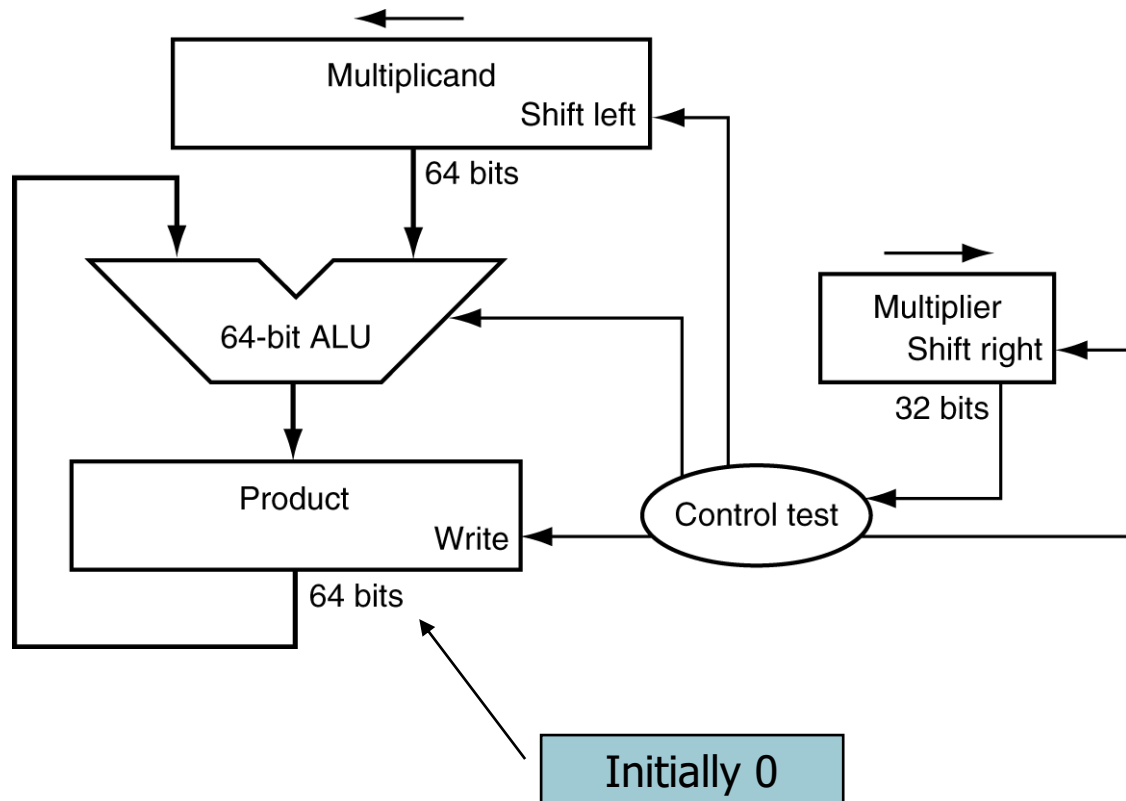 Multiplicand
Shift left
64 bits
64-bit ALU
Multiplier
Shift right
32 bits
Product
Write
Control test
64 bits
Initially 0